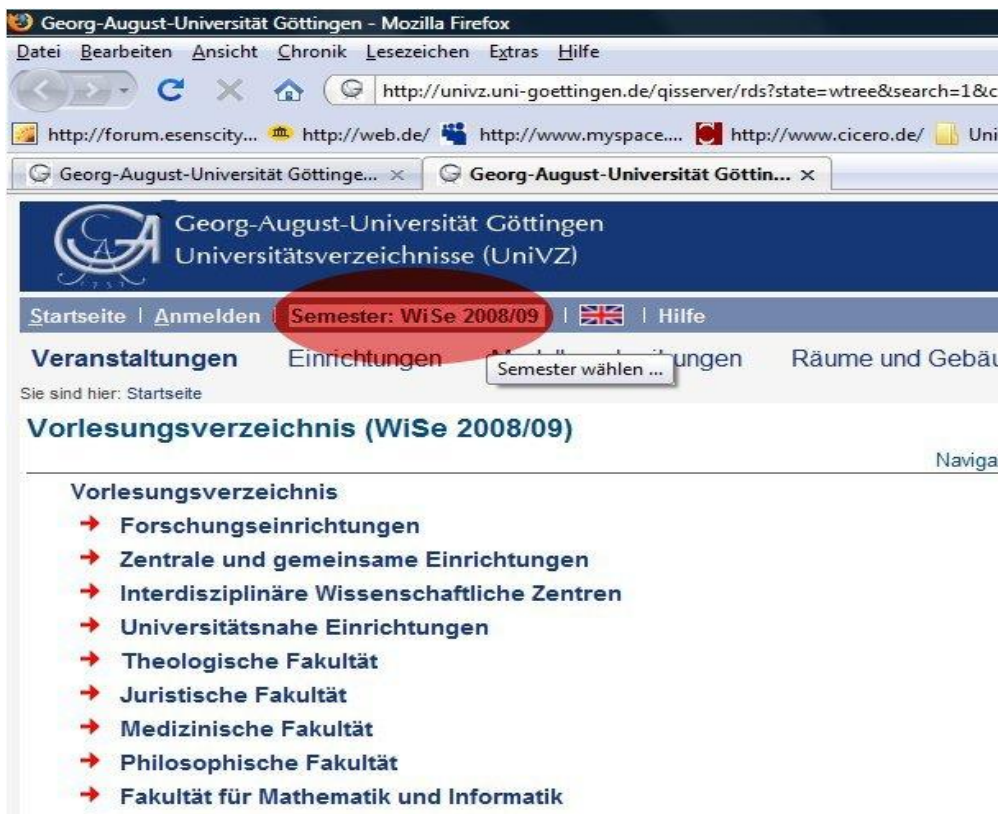 Georg-August-Universität Göttingen - Mozilla Firefox
Datei Bearbeiten Ansicht Chronik Lesezeichen Extras Hilfe
http://univz.uni-goettingen.de/qisserver/rds?state=wtree&search=1&c
http://forum.esenscity... http://web.de/ http://www.myspace.... http://www.cicero.de/ Uni
Georg-August-Universität Göttinge... Georg-August-Universität Göttin...
Georg-August-Universität Göttingen
Universitätsverzeichnisse (UniVZ)
Startseite | Anmelden | Semester: WiSe 2008/09 | | Hilfe
Veranstaltungen Einrichtungen ungen Räume und Gebäu
Semester wählen ...
Sie sind hier: Startseite
Vorlesungsverzeichnis (WiSe 2008/09)
Naviga
Vorlesungsverzeichnis
Forschungseinrichtungen
Zentrale und gemeinsame Einrichtungen
Interdisziplinäre Wissenschaftliche Zentren
Universitätsnahe Einrichtungen
Theologische Fakultät
Juristische Fakultät
Medizinische Fakultät
Philosophische Fakultät
Fakultät für Mathematik und Informatik